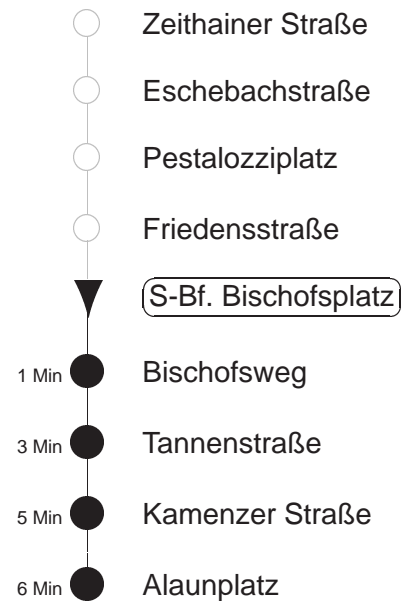 Zeithainer Straße
Eschebachstraße
Pestalozziplatz
Friedensstraße
S-Bf. Bischofsplatz
1 Min Bischofsweg
3 Min Tannenstraße
5 Min Kamenzer Straße
6 Min Alaunplatz